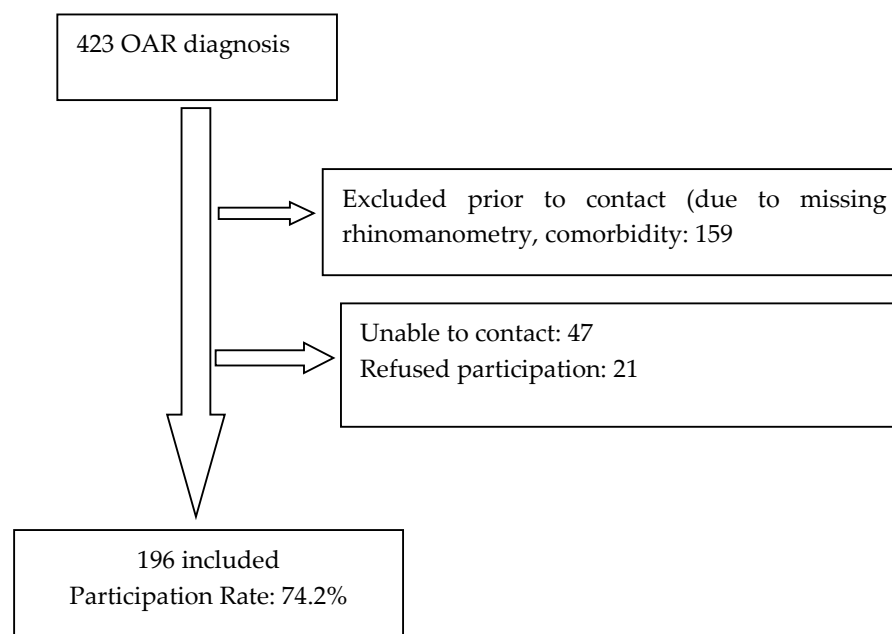 423 OAR diagnosis
Excluded prior to contact (due to missing
rhinomanometry, comorbidity: 159
Unable to contact: 47
Refused participation: 21
196 included
Participation Rate: 74.2%